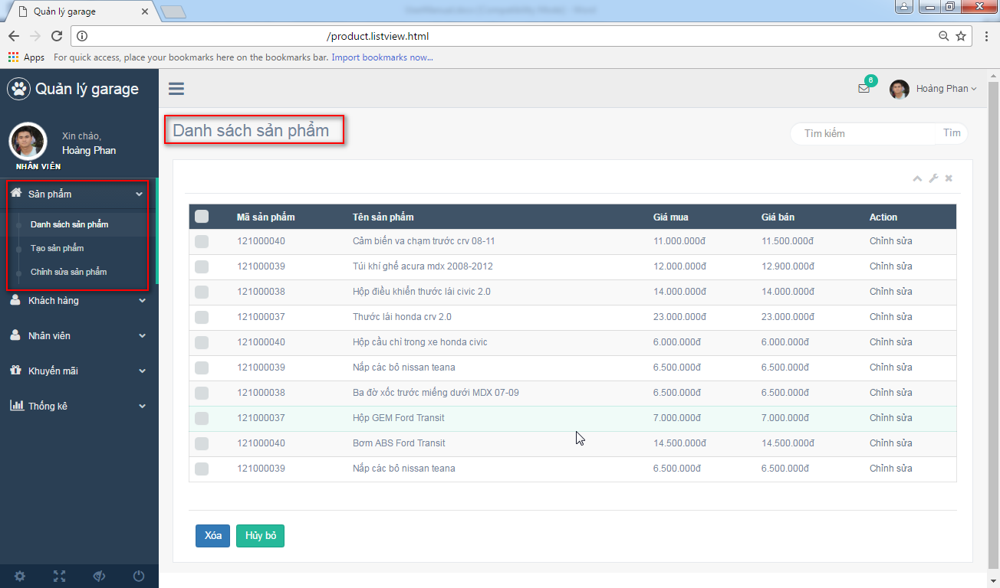 Quản lý garage
/product.listview.html
Apps For quick access, place your bookmarks here on the bookmarks bar. Import bookmarks now...
Quản lý garage
6
Hoàng Phan
Xin chào,
Hoàng Phan
NHÂN VIÊN
Sản phẩm
Danh sách sản phẩm
Tạo sản phẩm
Chỉnh sửa sản phẩm
Khách hàng
Nhân viên
Khuyến mãi
Thống kê
Danh sách sản phẩm
Tìm kiếm Tìm
Mã sản phẩm Tên sản phẩm Giá mua Giá bán Action
121000040 Cảm biến va chạm trước crv 08-11 11.000.000đ 11.500.000đ Chỉnh sửa
121000039 Túi khí ghế acura mdx 2008-2012 12.000.000đ 12.900.000đ Chỉnh sửa
121000038 Hộp điều khiển thước lái civic 2.0 14.000.000đ 14.000.000đ Chỉnh sửa
121000037 Thước lái honda crv 2.0 23.000.000đ 23.000.000đ Chỉnh sửa
121000040 Hộp cầu chì trong xe honda civic 6.000.000đ 6.000.000đ Chỉnh sửa
121000039 Nắp các bô nissan teana 6.500.000đ 6.500.000đ Chỉnh sửa
121000038 Ba đờ xốc trước miếng dưới MDX 07-09 6.500.000đ 6.500.000đ Chỉnh sửa
121000037 Hộp GEM Ford Transit 7.000.000đ 7.000.000đ Chỉnh sửa
121000040 Bơm ABS Ford Transit 14.500.000đ 14.500.000đ Chỉnh sửa
121000039 Nắp các bô nissan teana 6.500.000đ 6.500.000đ Chỉnh sửa
Xóa Hủy bỏ